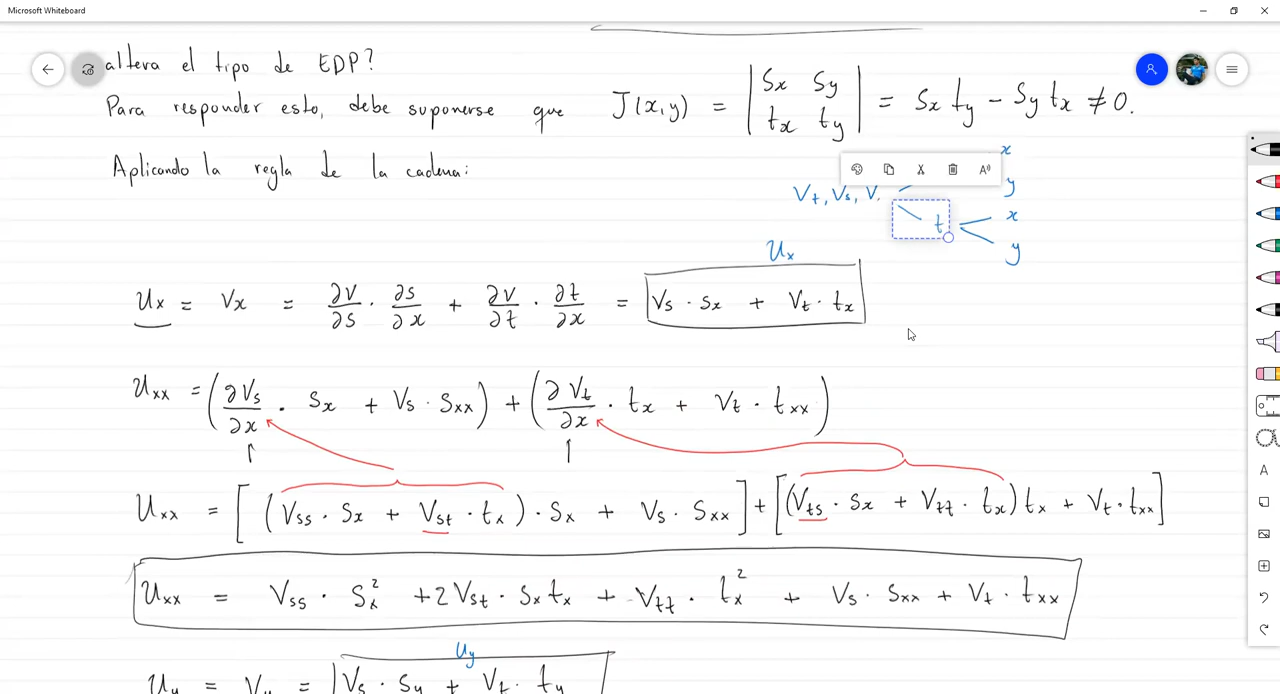 Microsoft Whiteboard
altera el tipo de EDP?
Para responder esto, debe suponerse que J(x,y) = | Sx Sy ; tx ty | = Sx ty − Sy tx ≠ 0.
Aplicando la regla de la cadena:
x
Vt, Vs, V
y
t
x
y
Ux
Ux = Vx = ∂V/∂s · ∂s/∂x + ∂V/∂t · ∂t/∂x = Vs · Sx + Vt · tx
Uxx = (∂Vs/∂x · Sx + Vs · Sxx) + (∂Vt/∂x · tx + Vt · txx)
Uxx = [(Vss · Sx + Vst · tx) · Sx + Vs · Sxx] + [(Vts · Sx + Vtt · tx) tx + Vt · txx]
Uxx = Vss · Sx² + 2Vst · Sx tx + Vtt · tx² + Vs · Sxx + Vt · txx
Uy
Uy = Vy = Vs · Sy + Vt · ty